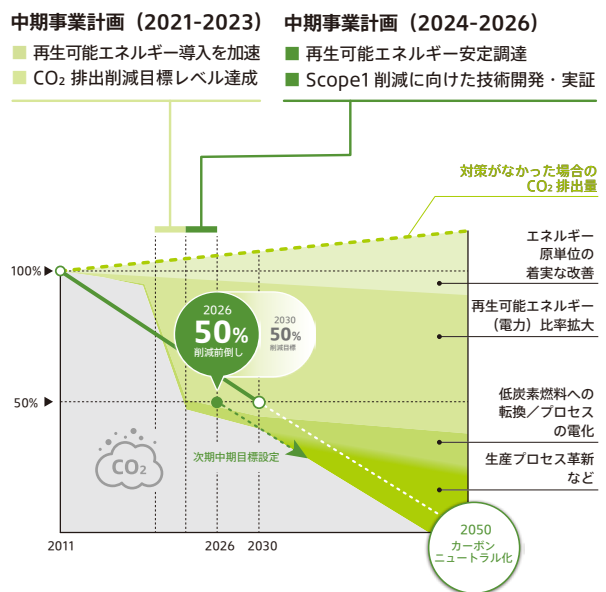 中期事業計画（2021-2023）
再生可能エネルギー導入を加速
CO₂ 排出削減目標レベル達成
中期事業計画（2024-2026）
再生可能エネルギー安定調達
Scope1 削減に向けた技術開発・実証
対策がなかった場合の
CO₂ 排出量
エネルギー
原単位の
着実な改善
100%
再生可能エネルギー
（電力）比率拡大
2026
50%
削減前倒し
2030
50%
削減目標
50%
低炭素燃料への
転換／プロセス
の電化
CO₂
次期中期目標設定
生産プロセス革新
など
2050
カーボン
ニュートラル化
2011
2026
2030